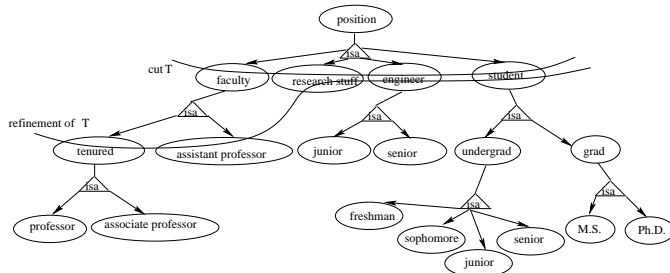 position
isa
cut T
faculty
research stuff
engineer
student
isa
isa
isa
refinement of T
tenured
assistant professor
junior
senior
undergrad
grad
isa
isa
isa
professor
associate professor
freshman
sophomore
junior
senior
M.S.
Ph.D.